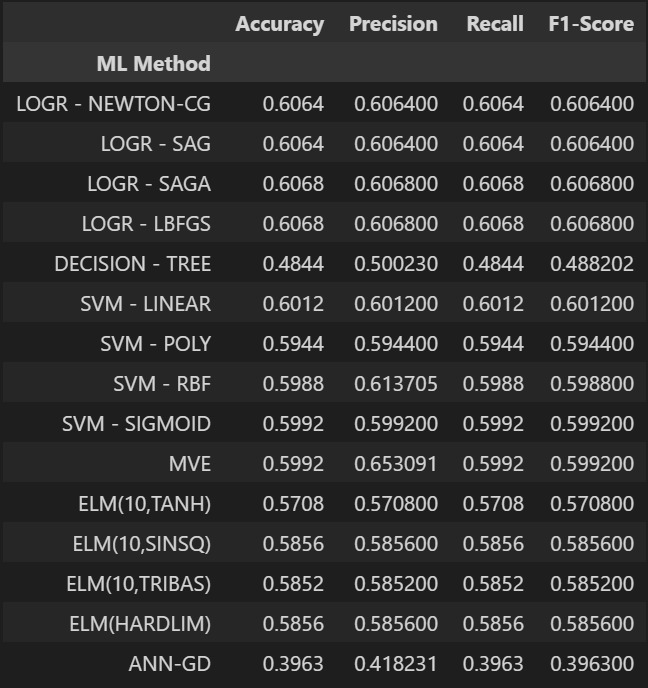 Accuracy Precision Recall F1-Score
ML Method
LOGR - NEWTON-CG 0.6064 0.606400 0.6064 0.606400
LOGR - SAG 0.6064 0.606400 0.6064 0.606400
LOGR - SAGA 0.6068 0.606800 0.6068 0.606800
LOGR - LBFGS 0.6068 0.606800 0.6068 0.606800
DECISION - TREE 0.4844 0.500230 0.4844 0.488202
SVM - LINEAR 0.6012 0.601200 0.6012 0.601200
SVM - POLY 0.5944 0.594400 0.5944 0.594400
SVM - RBF 0.5988 0.613705 0.5988 0.598800
SVM - SIGMOID 0.5992 0.599200 0.5992 0.599200
MVE 0.5992 0.653091 0.5992 0.599200
ELM(10,TANH) 0.5708 0.570800 0.5708 0.570800
ELM(10,SINSQ) 0.5856 0.585600 0.5856 0.585600
ELM(10,TRIBAS) 0.5852 0.585200 0.5852 0.585200
ELM(HARDLIM) 0.5856 0.585600 0.5856 0.585600
ANN-GD 0.3963 0.418231 0.3963 0.396300